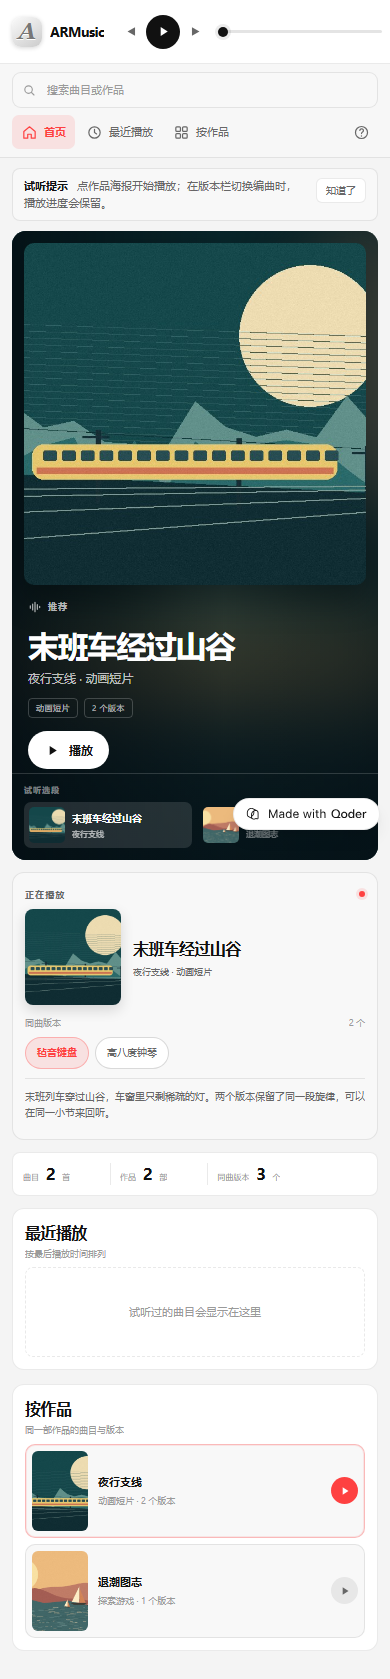 A ARMusic
搜索曲目或作品
首页 最近播放 按作品
试听提示 点作品海报开始播放；在版本栏切换编曲时，
播放进度会保留。
知道了
推荐
末班车经过山谷
夜行支线 · 动画短片
动画短片 2 个版本
播放
试听选段
末班车经过山谷
夜行支线
Made with Qoder
退潮图志
正在播放
末班车经过山谷
夜行支线 · 动画短片
同曲版本 2 个
毡音键盘 高八度钟琴
末班列车穿过山谷，车窗里只剩稀疏的灯。两个版本保留了同一段旋律，可以
在同一小节来回听。
曲目 2 首 作品 2 部 同曲版本 3 个
最近播放
按最后播放时间排列
试听过的曲目会显示在这里
按作品
同一部作品的曲目与版本
夜行支线
动画短片 · 2 个版本
退潮图志
探索游戏 · 1 个版本